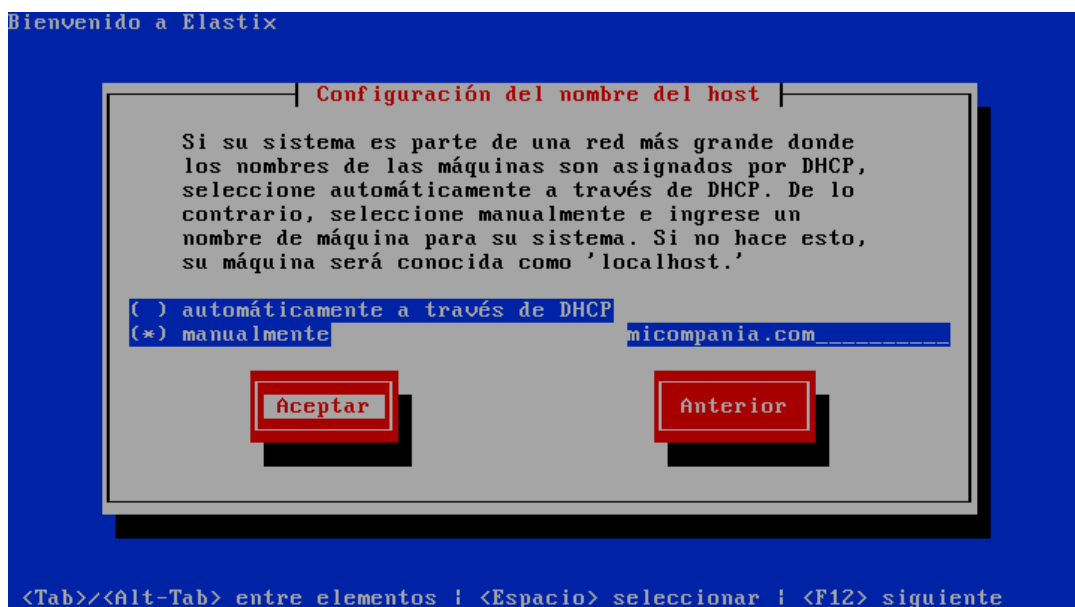 Bienvenido a Elastix
Configuración del nombre del host
Si su sistema es parte de una red más grande donde
los nombres de las máquinas son asignados por DHCP,
seleccione automáticamente a través de DHCP. De lo
contrario, seleccione manualmente e ingrese un
nombre de máquina para su sistema. Si no hace esto,
su máquina será conocida como 'localhost.'
( ) automáticamente a través de DHCP
(*) manualmente micompania.com__________
Aceptar Anterior
<Tab>/<Alt-Tab> entre elementos | <Espacio> seleccionar | <F12> siguiente